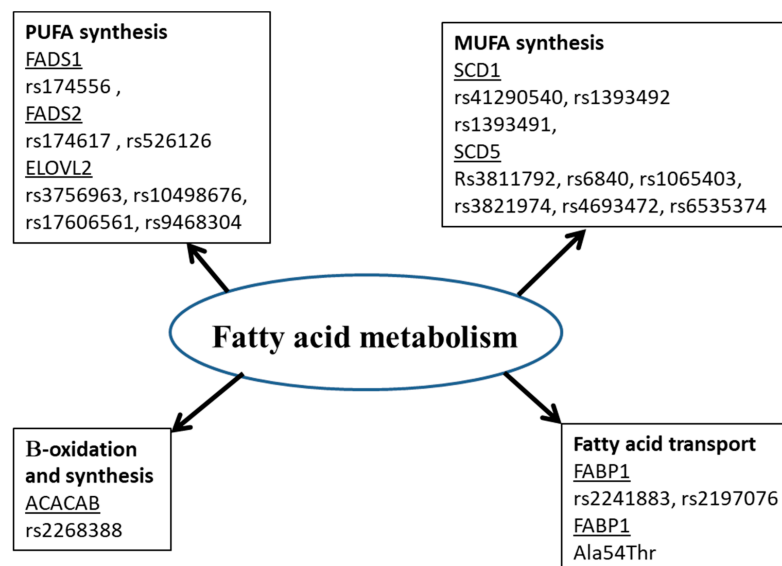 PUFA synthesis
FADS1
rs174556 ,
FADS2
rs174617 , rs526126
ELOVL2
rs3756963, rs10498676,
rs17606561, rs9468304
MUFA synthesis
SCD1
rs41290540, rs1393492
rs1393491,
SCD5
Rs3811792, rs6840, rs1065403,
rs3821974, rs4693472, rs6535374
Fatty acid metabolism
B-oxidation
and synthesis
ACACAB
rs2268388
Fatty acid transport
FABP1
rs2241883, rs2197076
FABP1
Ala54Thr